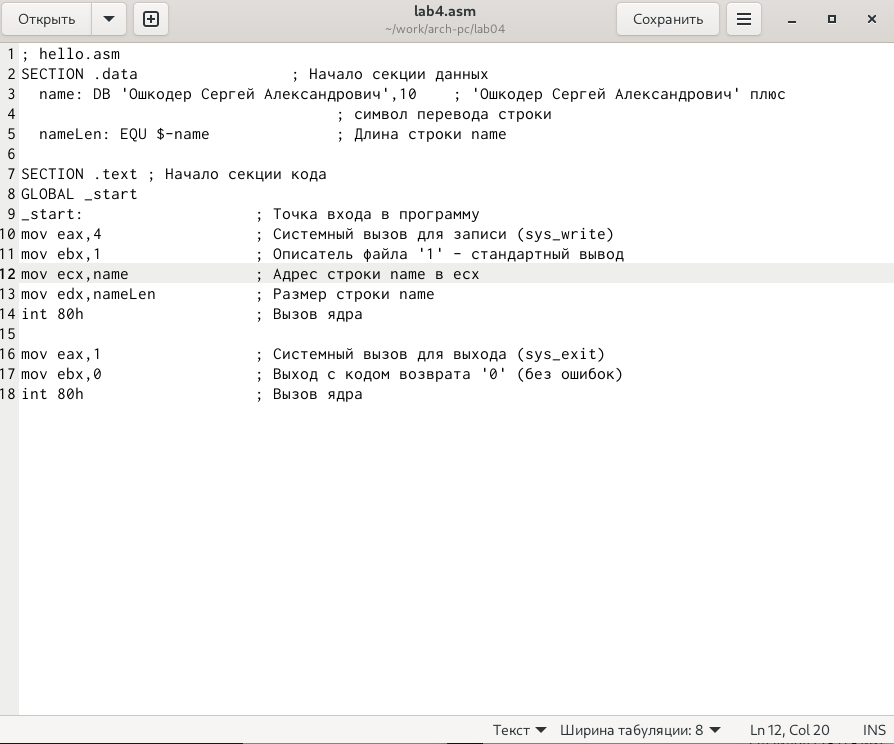 Открыть
lab4.asm
~/work/arch-pc/lab04
Сохранить
1 ; hello.asm
2 SECTION .data ; Начало секции данных
3 name: DB 'Ошкодер Сергей Александрович',10 ; 'Ошкодер Сергей Александрович' плюс
4 ; символ перевода строки
5 nameLen: EQU $-name ; Длина строки name
6
7 SECTION .text ; Начало секции кода
8 GLOBAL _start
9 _start: ; Точка входа в программу
10 mov eax,4 ; Системный вызов для записи (sys_write)
11 mov ebx,1 ; Описатель файла '1' - стандартный вывод
12 mov ecx,name ; Адрес строки name в ecx
13 mov edx,nameLen ; Размер строки name
14 int 80h ; Вызов ядра
15
16 mov eax,1 ; Системный вызов для выхода (sys_exit)
17 mov ebx,0 ; Выход с кодом возврата '0' (без ошибок)
18 int 80h ; Вызов ядра
Текст Ширина табуляции: 8 Ln 12, Col 20 INS